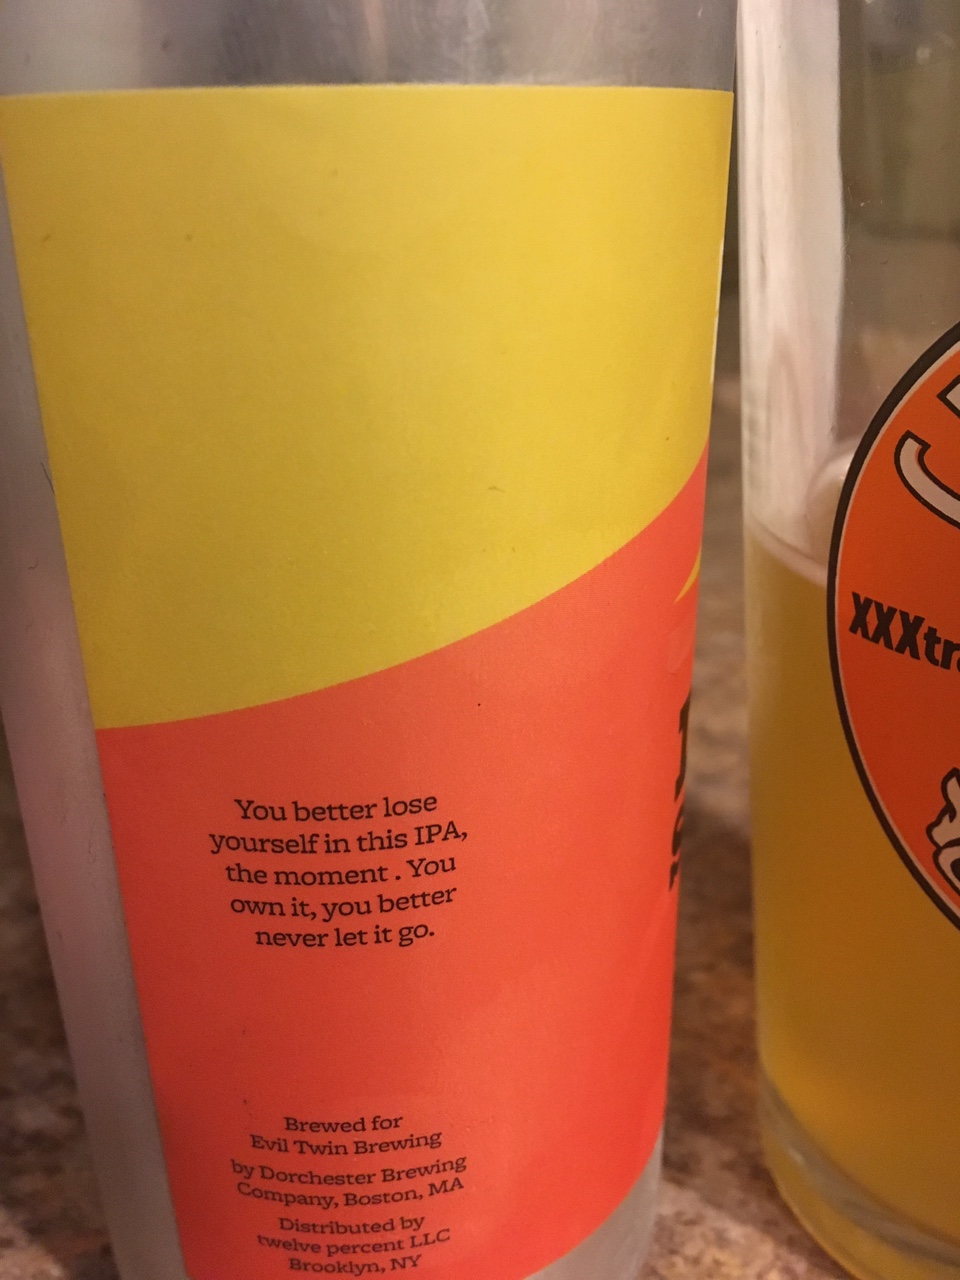 You better lose
yourself in this IPA,
the moment . You
own it, you better
never let it go.
Brewed for
Evil Twin Brewing
by Dorchester Brewing
Company, Boston, MA
Distributed by
twelve percent LLC
Brooklyn, NY